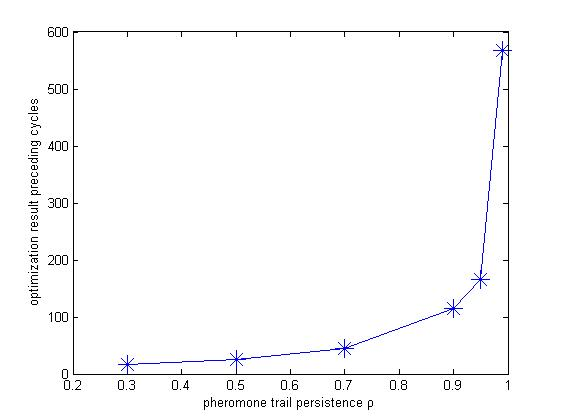 600
500
400
300
200
100
0
0.2 0.3 0.4 0.5 0.6 0.7 0.8 0.9 1
pheromone trail persistence ρ
optimization result preceding cycles